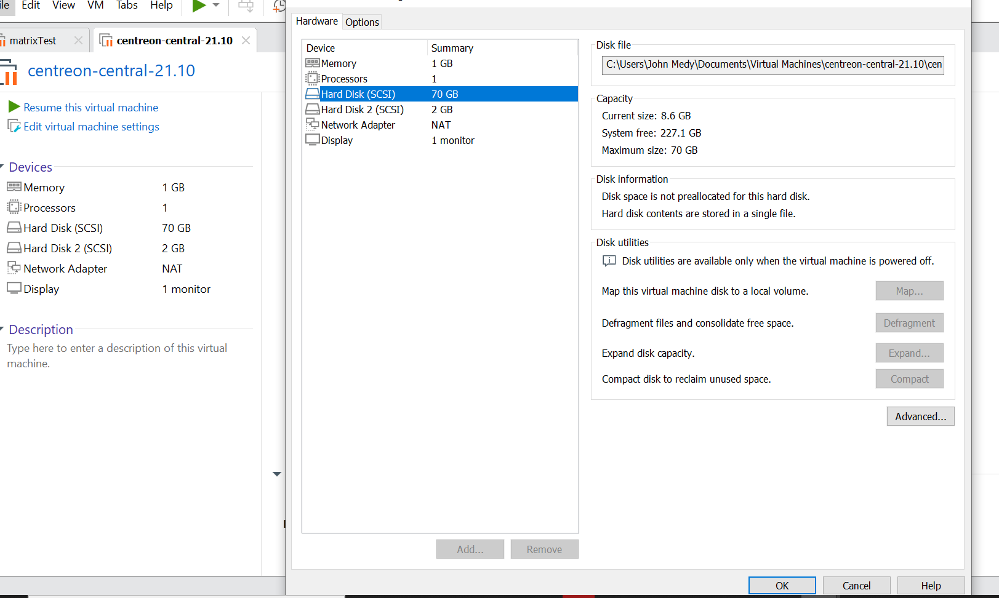 Edit View VM Tabs Help
matrixTest
centreon-central-21.10
centreon-central-21.10
Resume this virtual machine
Edit virtual machine settings
Devices
Memory 1 GB
Processors 1
Hard Disk (SCSI) 70 GB
Hard Disk 2 (SCSI) 2 GB
Network Adapter NAT
Display 1 monitor
Description
Type here to enter a description of this virtual
machine.
Hardware Options
Device Summary
Memory 1 GB
Processors 1
Hard Disk (SCSI) 70 GB
Hard Disk 2 (SCSI) 2 GB
Network Adapter NAT
Display 1 monitor
Add... Remove
Disk file
C:\Users\John Medy\Documents\Virtual Machines\centreon-central-21.10\cen
Capacity
Current size: 8.6 GB
System free: 227.1 GB
Maximum size: 70 GB
Disk information
Disk space is not preallocated for this hard disk.
Hard disk contents are stored in a single file.
Disk utilities
Disk utilities are available only when the virtual machine is powered off.
Map this virtual machine disk to a local volume. Map...
Defragment files and consolidate free space. Defragment
Expand disk capacity. Expand...
Compact disk to reclaim unused space. Compact
Advanced...
OK Cancel Help